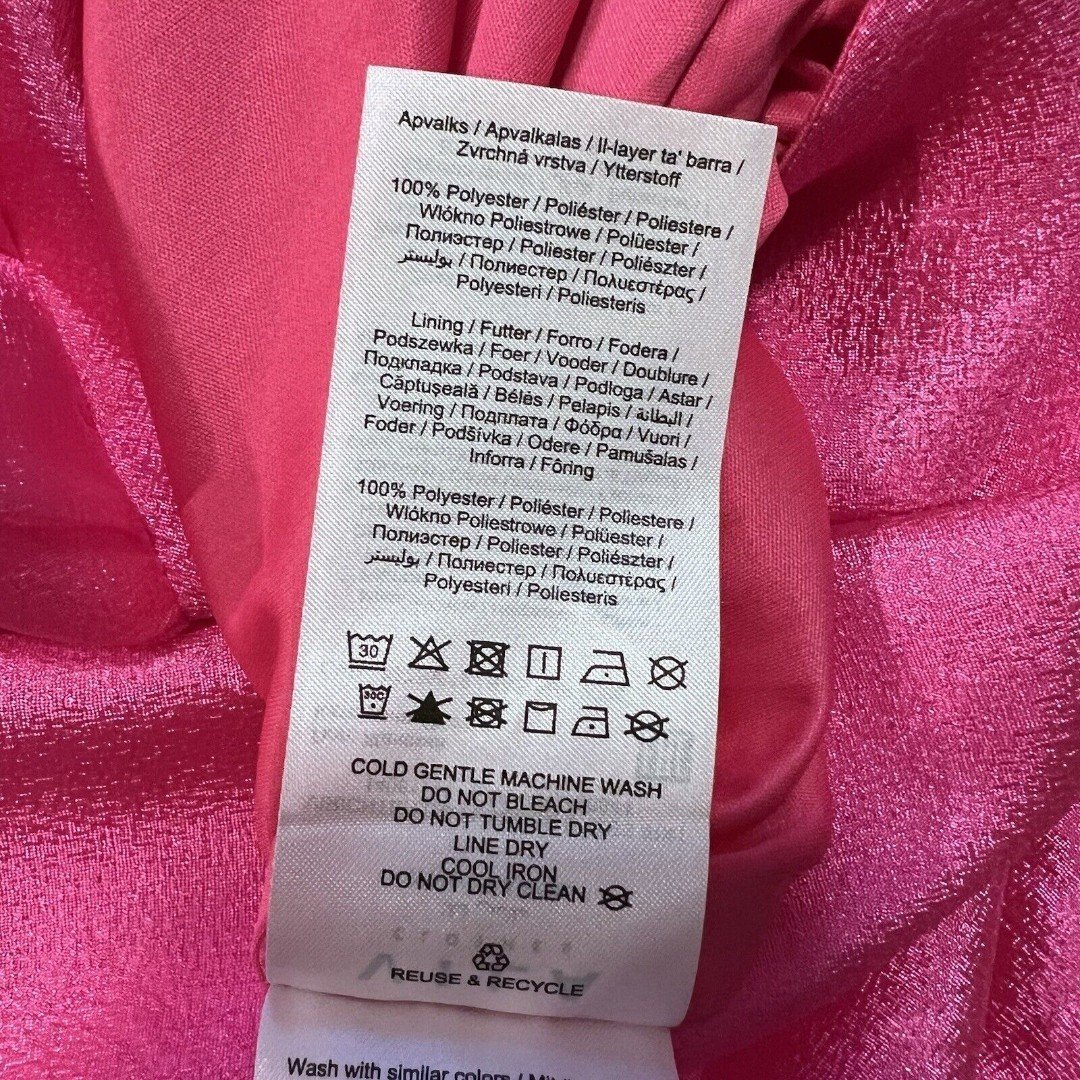 Apvalks / Apvalkalas / Il-layer ta' barra /
Zvrchná vrstva / Ytterstoff
100% Polyester / Poliéster / Poliestere /
Wlókno Poliestrowe / Polüester /
Полиэстер / Poliester / Poliészter /
بوليستر / Полиестер / Πολυεστέρας /
Polyesteri / Poliesteris
Lining / Futter / Forro / Fodera /
Podszewka / Foer / Vooder / Doublure /
Подкладка / Podstava / Podloga / Astar /
Căptuşeală / Bélés / Pelapis / البطانة /
Voering / Подплата / Φόδρα / Vuori /
Foder / Podšívka / Odere / Pamušalas /
Inforra / Fôring
100% Polyester / Poliéster / Poliestere /
Wlókno Poliestrowe / Polüester /
Полиэстер / Poliester / Poliészter /
بوليستر / Полиестер / Πολυεστέρας /
Polyesteri / Poliesteris
30
30C
COLD GENTLE MACHINE WASH
DO NOT BLEACH
DO NOT TUMBLE DRY
LINE DRY
COOL IRON
DO NOT DRY CLEAN
REUSE & RECYCLE
Wash with similar colors /